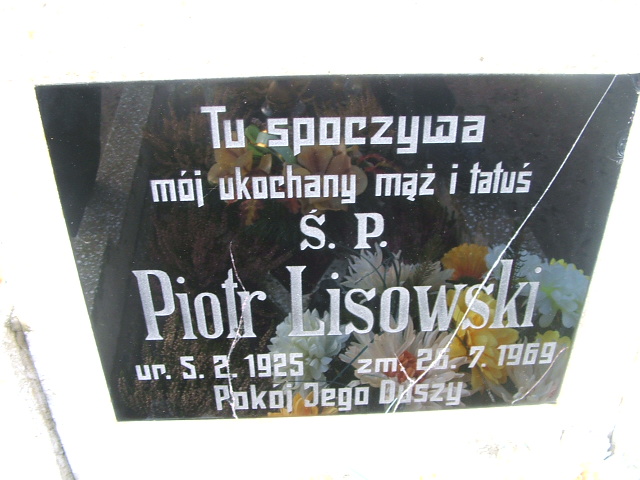 Tu spoczywa
mój ukochany mąż i tatuś
Ś. P.
Piotr Lisowski
ur. 5. 2. 1925 zm. 26. 7. 1969
Pokój Jego Duszy